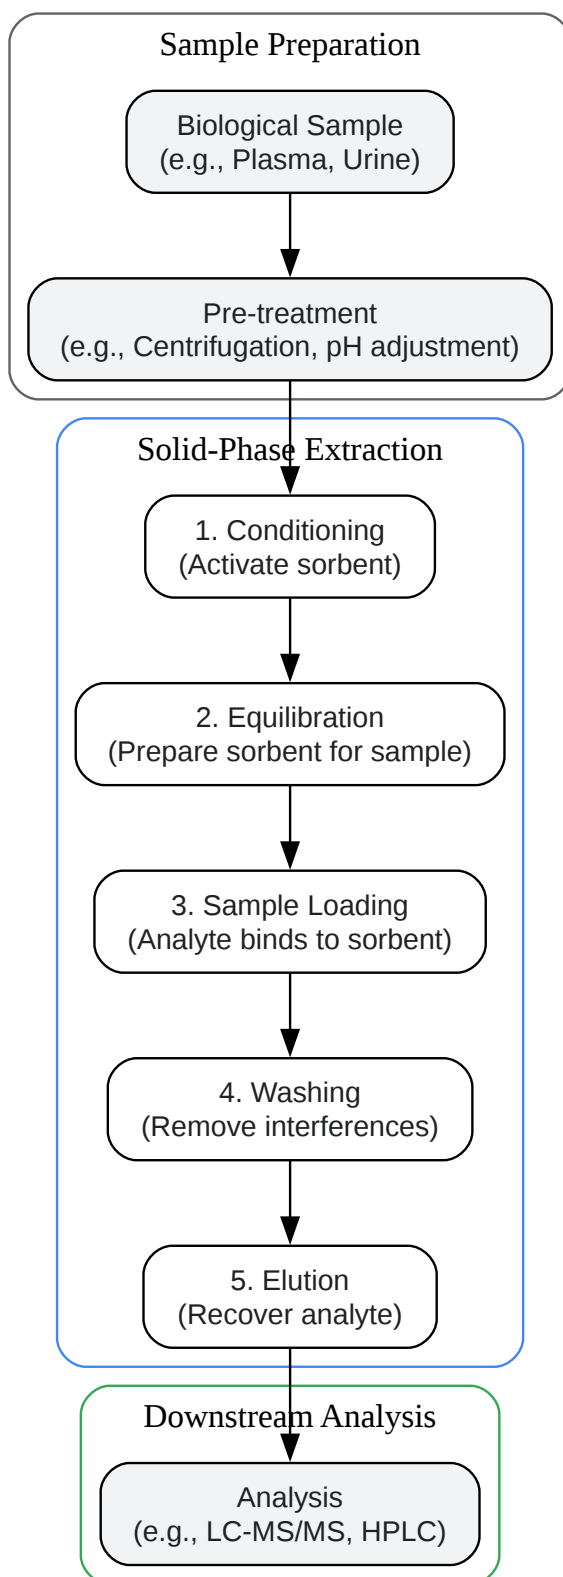 Sample Preparation
Biological Sample
(e.g., Plasma, Urine)
Pre-treatment
(e.g., Centrifugation, pH adjustment)
Solid-Phase Extraction
1. Conditioning
(Activate sorbent)
2. Equilibration
(Prepare sorbent for sample)
3. Sample Loading
(Analyte binds to sorbent)
4. Washing
(Remove interferences)
5. Elution
(Recover analyte)
Downstream Analysis
Analysis
(e.g., LC-MS/MS, HPLC)